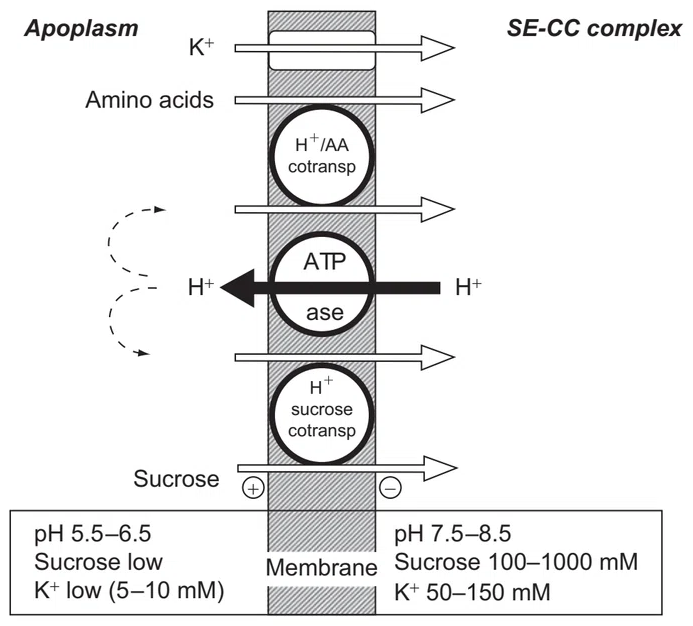 Apoplasm
SE-CC complex
K⁺
Amino acids
H⁺/AA
cotransp
ATP
H⁺
H⁺
ase
H⁺
sucrose
cotransp
Sucrose
+
−
pH 5.5–6.5
Sucrose low
K⁺ low (5–10 mM)
Membrane
pH 7.5–8.5
Sucrose 100–1000 mM
K⁺ 50–150 mM